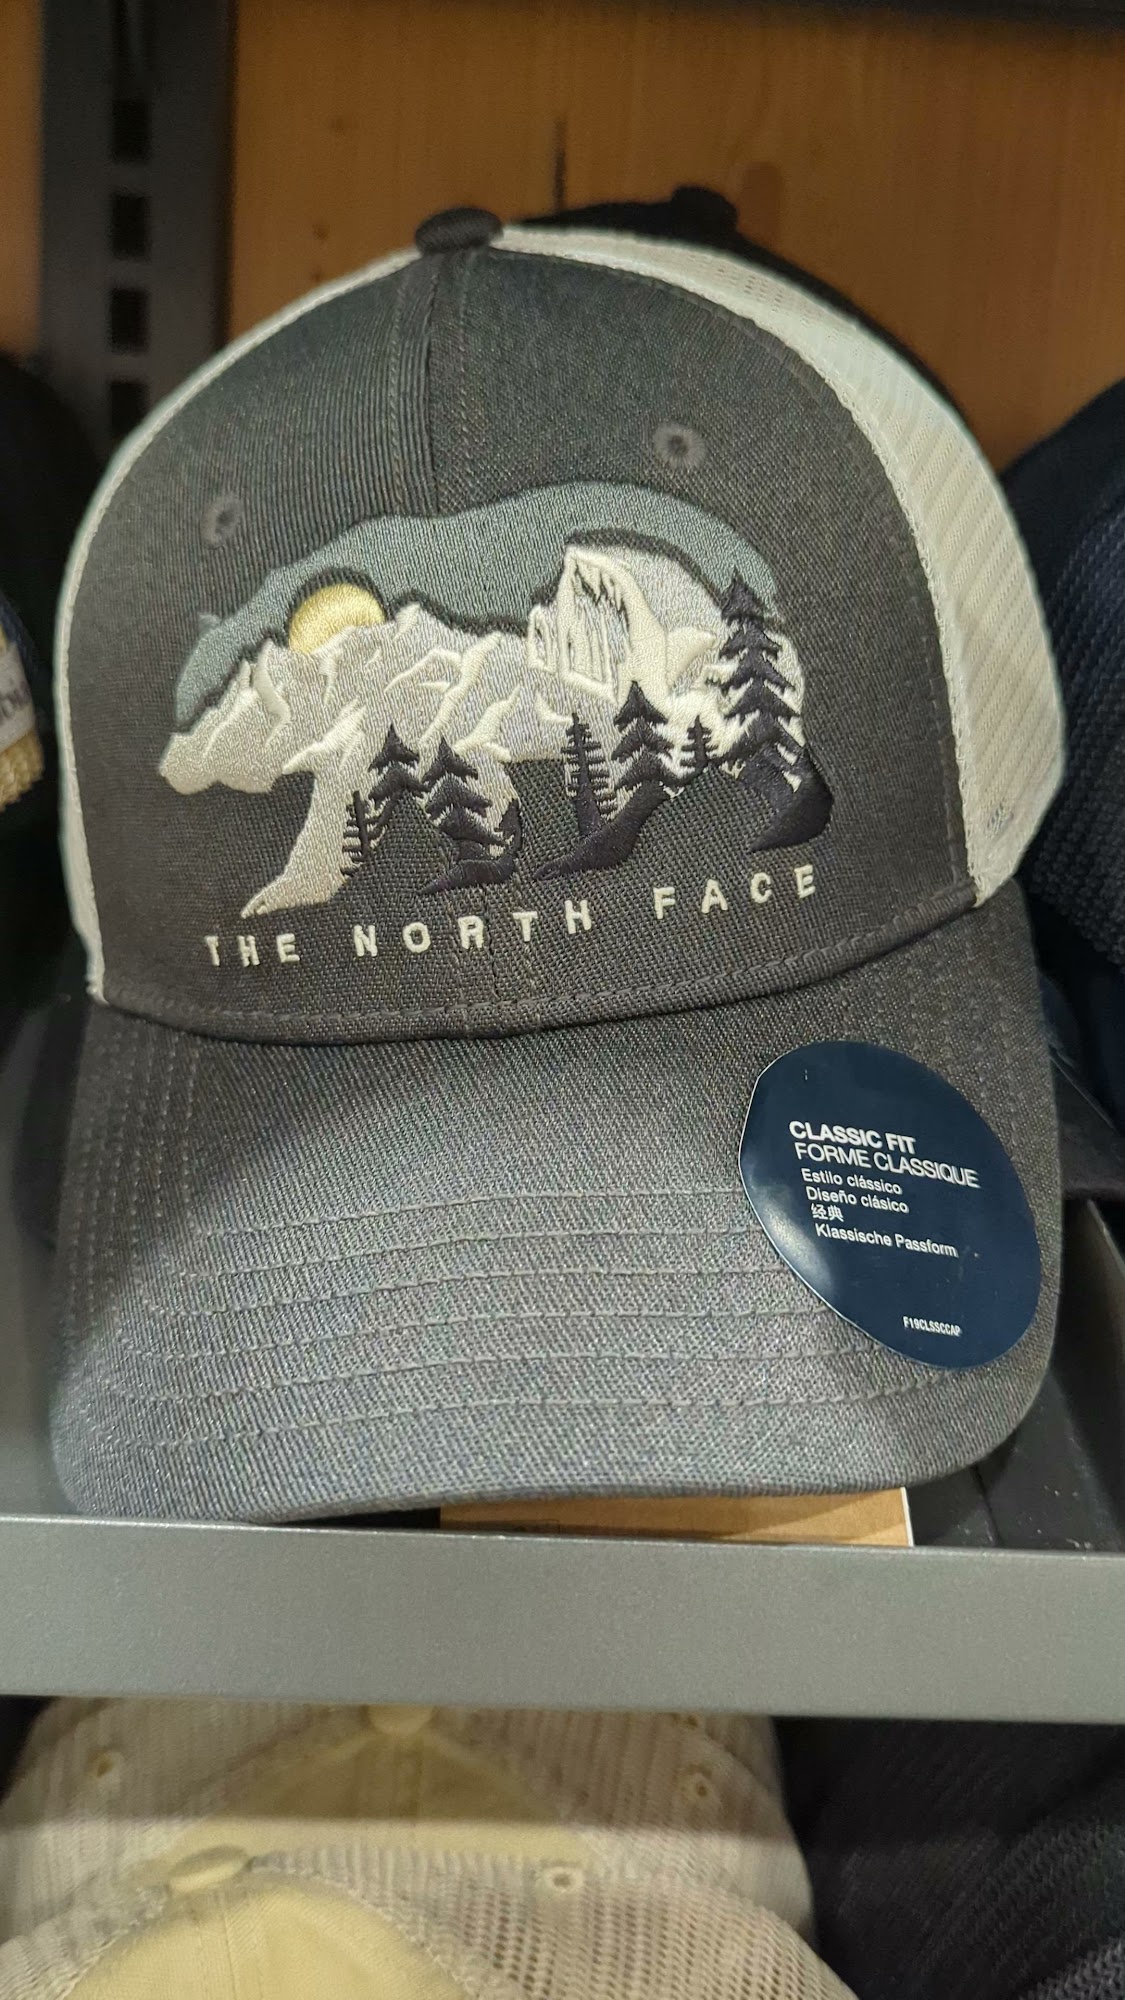 THE NORTH FACE
CLASSIC FIT
FORME CLASSIQUE
Estilo clássico
Diseño clásico
经典
Klassische Passform
F19CLSSCCAP